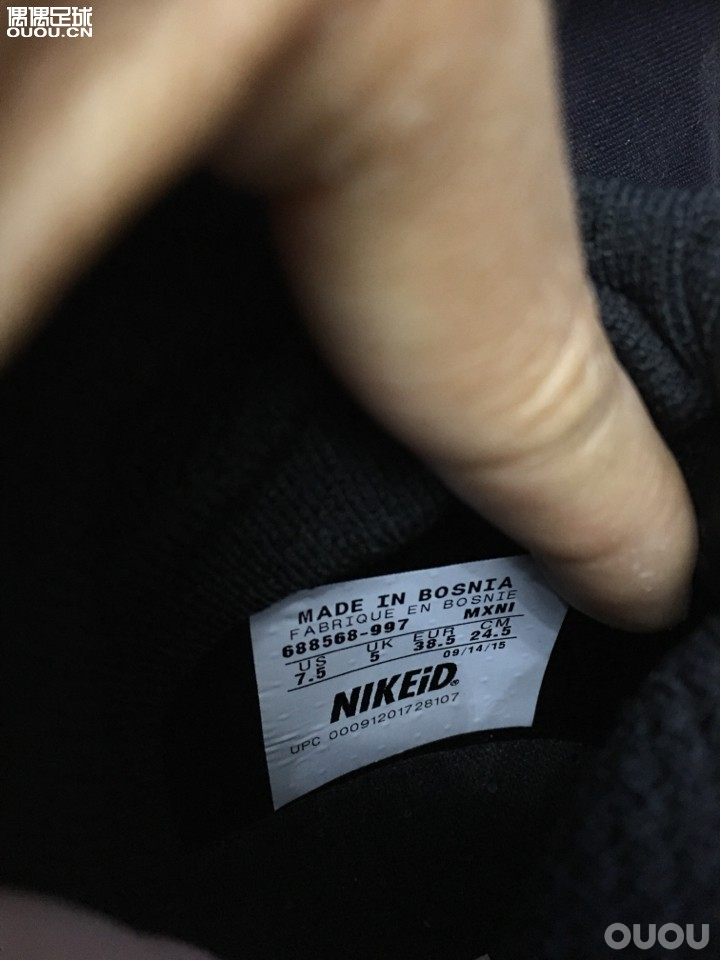 偶偶足球
OUOU.CN
MADE IN BOSNIA
FABRIQUE EN BOSNIE
688568-997 MXNI
US UK EUR CM
7.5 5 38.5 24.5
09/14/15
NIKEiD®
UPC 00091201728107
OUOU